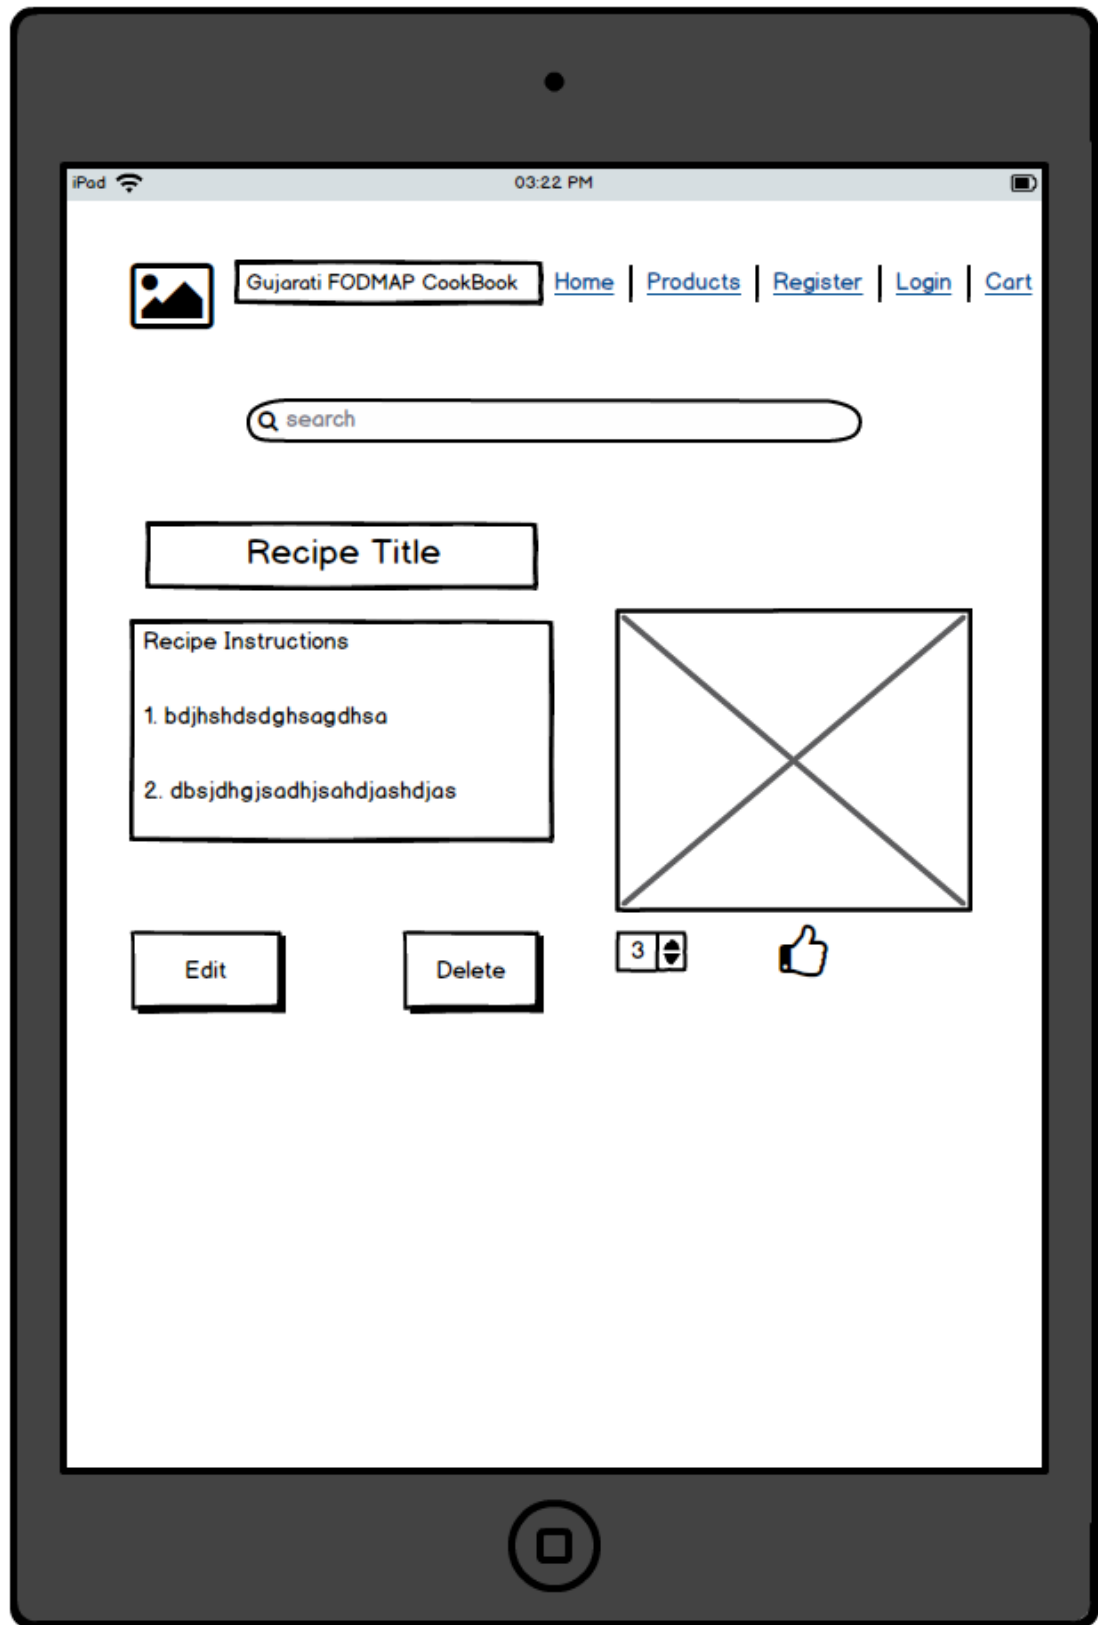 iPad 03:22 PM
Gujarati FODMAP CookBook Home Products Register Login Cart
search
Recipe Title
Recipe Instructions
1. bdjhshdsdghsagdhsa
2. dbsjdhgjsadhjsahdjashdjas
Edit Delete 3